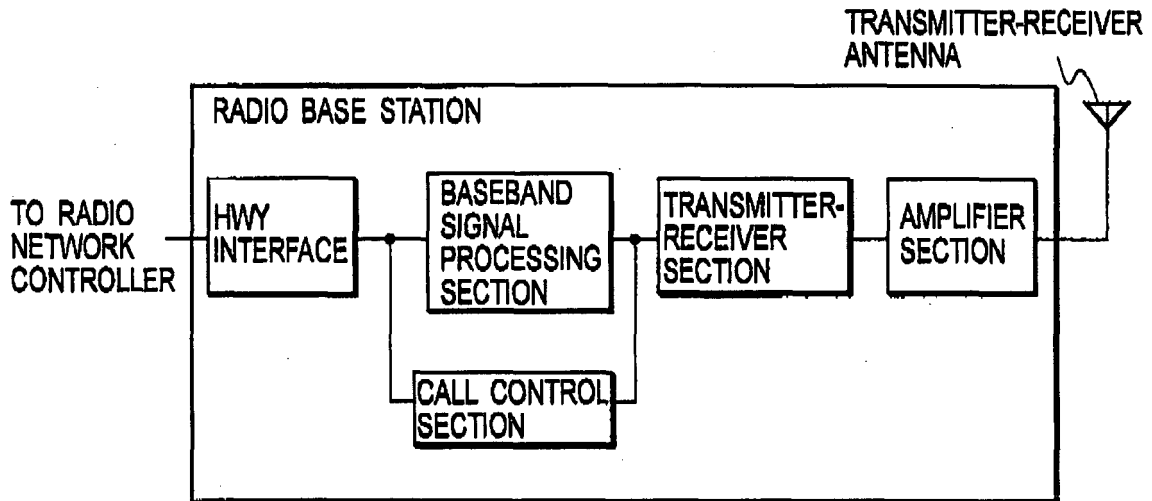 TRANSMITTER-RECEIVER
ANTENNA
RADIO BASE STATION
TO RADIO
NETWORK
CONTROLLER
HWY
INTERFACE
BASEBAND
SIGNAL
PROCESSING
SECTION
TRANSMITTER-
RECEIVER
SECTION
AMPLIFIER
SECTION
CALL CONTROL
SECTION